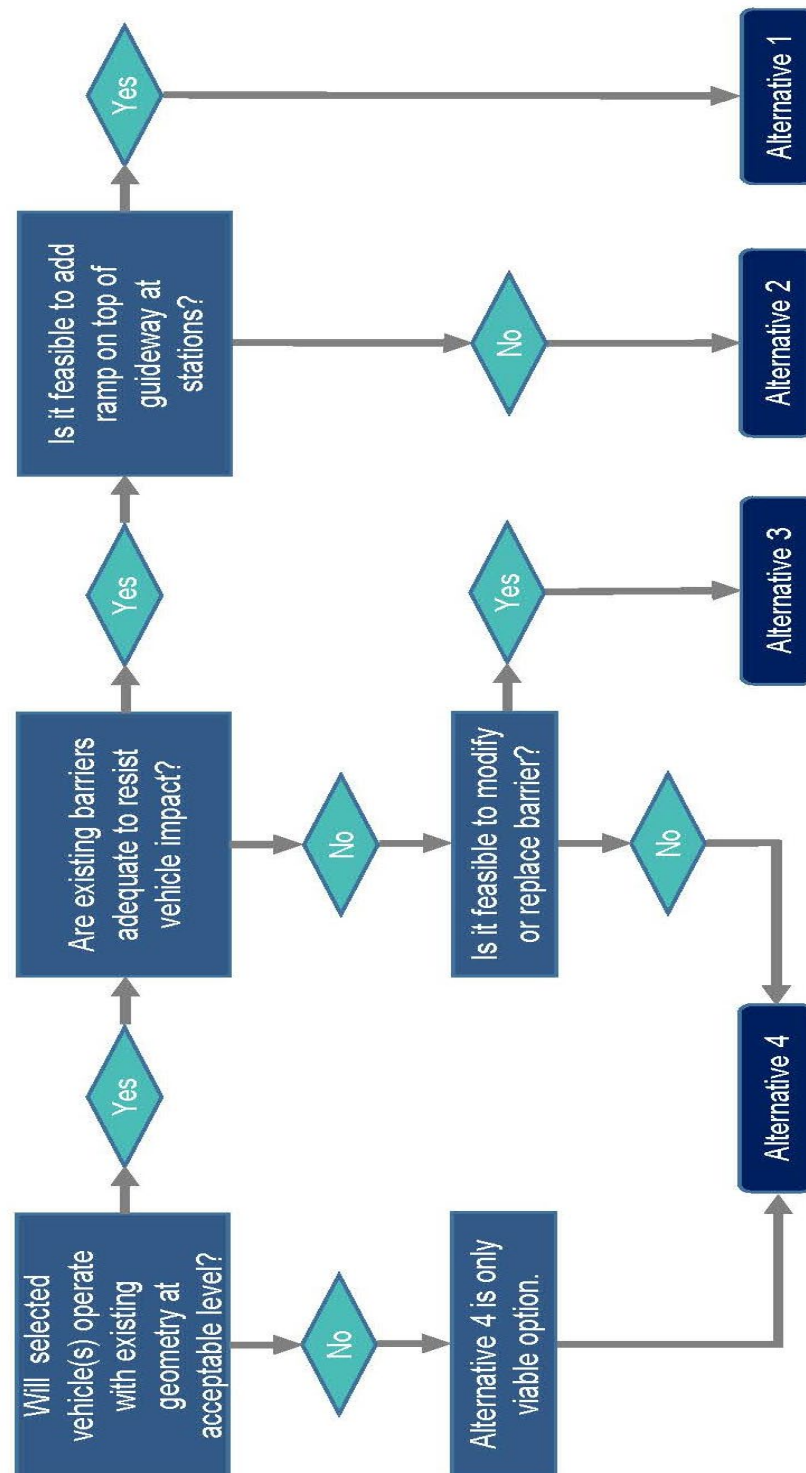 Will selected
vehicle(s) operate
with existing
geometry at
acceptable level?
Yes
Are existing barriers
adequate to resist
vehicle impact?
Yes
Is it feasible to add
ramp on top of
guideway at
stations?
Yes
No
No
No
Alternative 4 is only
viable option.
Is it feasible to modify
or replace barrier?
Yes
No
Alternative 4
Alternative 3
Alternative 2
Alternative 1